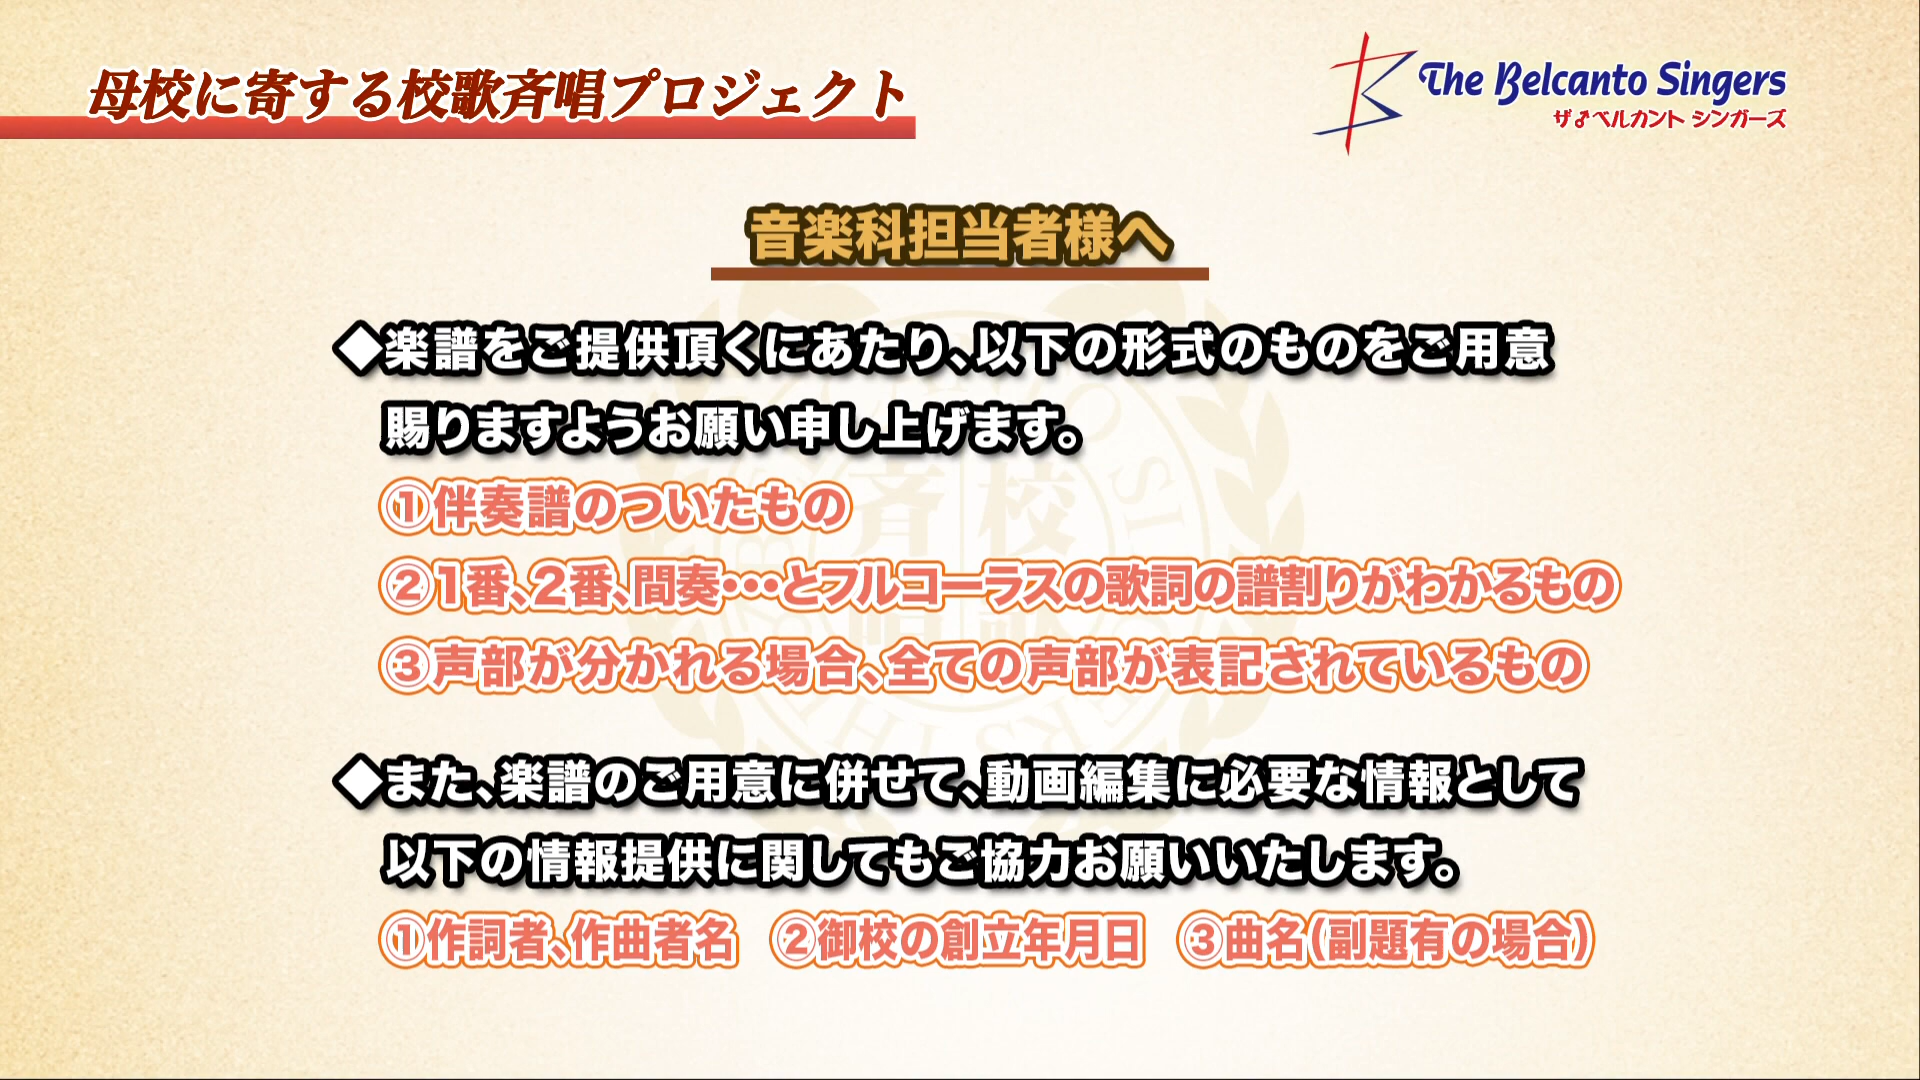 母校に寄する校歌斉唱プロジェクト
The Belcanto Singers
ザ♂ベルカント シンガーズ
音楽科担当者様へ
◆楽譜をご提供頂くにあたり、以下の形式のものをご用意
賜りますようお願い申し上げます。
①伴奏譜のついたもの
②1番、2番、間奏・・・とフルコーラスの歌詞の譜割りがわかるもの
③声部が分かれる場合、全ての声部が表記されているもの
◆また、楽譜のご用意に併せて、動画編集に必要な情報として
以下の情報提供に関してもご協力お願いいたします。
①作詞者、作曲者名 ②御校の創立年月日 ③曲名(副題有の場合)